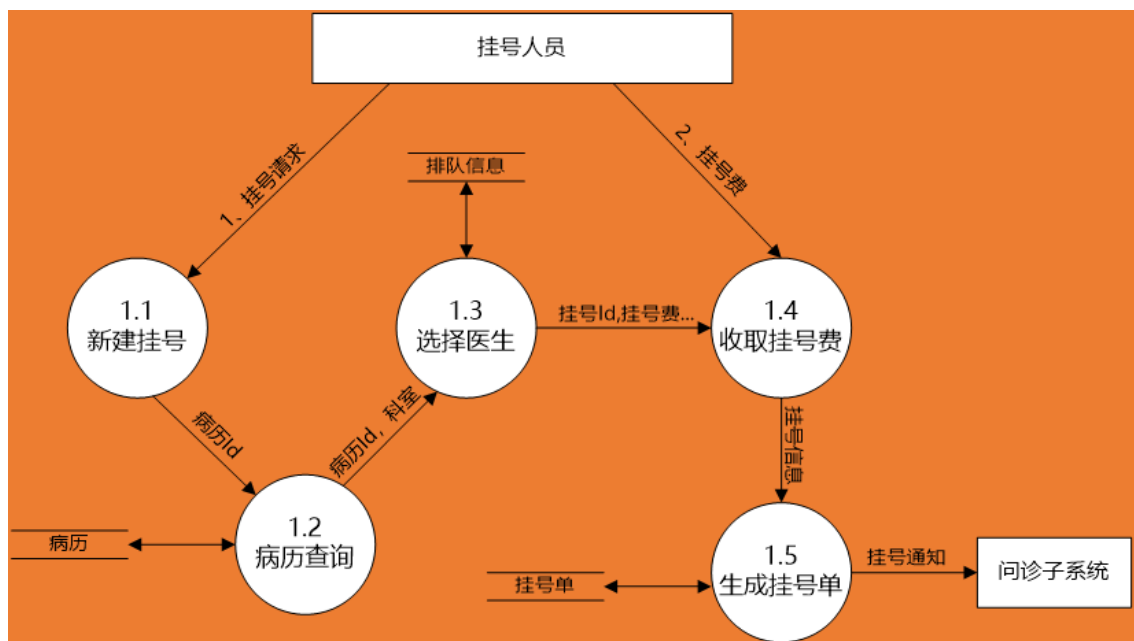 挂号人员
1、挂号请求
2、挂号费
排队信息
1.1
新建挂号
1.3
选择医生
挂号Id,挂号费...
1.4
收取挂号费
病历Id
病历Id，科室
挂号信息
病历
1.2
病历查询
挂号单
1.5
生成挂号单
挂号通知
问诊子系统